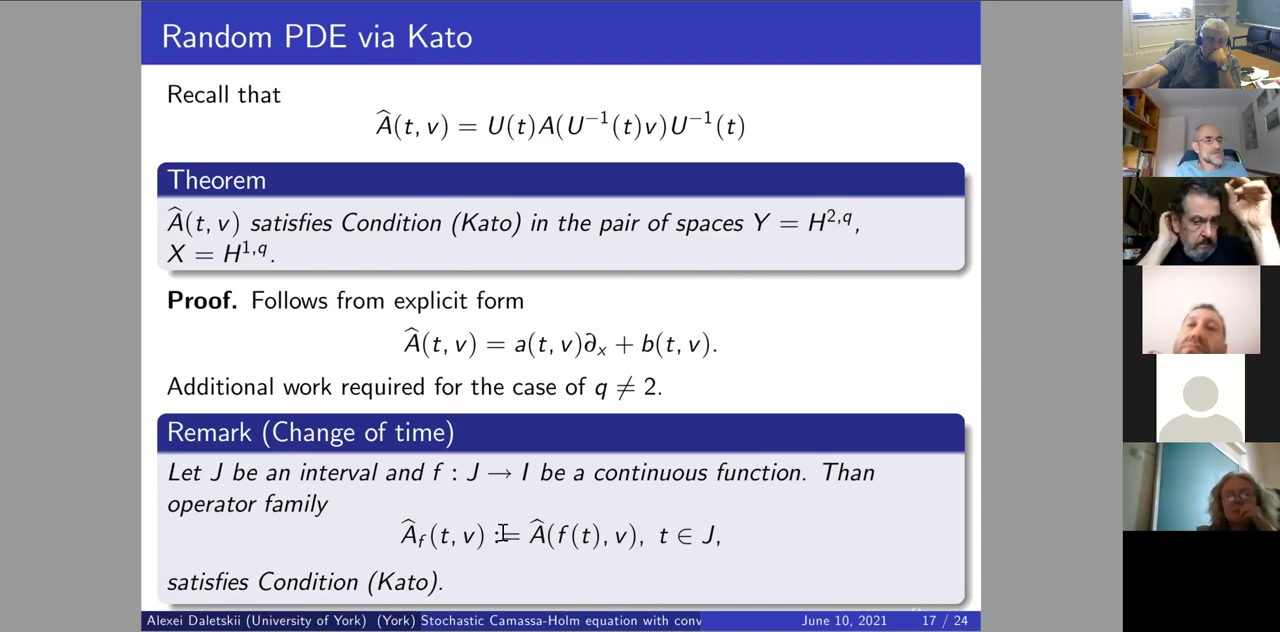 Random PDE via Kato
Recall that
Â(t, v) = U(t)A(U⁻¹(t)v)U⁻¹(t)
Theorem
Â(t, v) satisfies Condition (Kato) in the pair of spaces Y = H²,q,
X = H¹,q.
Proof. Follows from explicit form
Â(t, v) = a(t, v)∂ₓ + b(t, v).
Additional work required for the case of q ≠ 2.
Remark (Change of time)
Let J be an interval and f : J → I be a continuous function. Than
operator family
Â_f(t, v) := Â(f(t), v), t ∈ J,
satisfies Condition (Kato).
Alexei Daletskii (University of York) (York) Stochastic Camassa-Holm equation with conv June 10, 2021 17 / 24